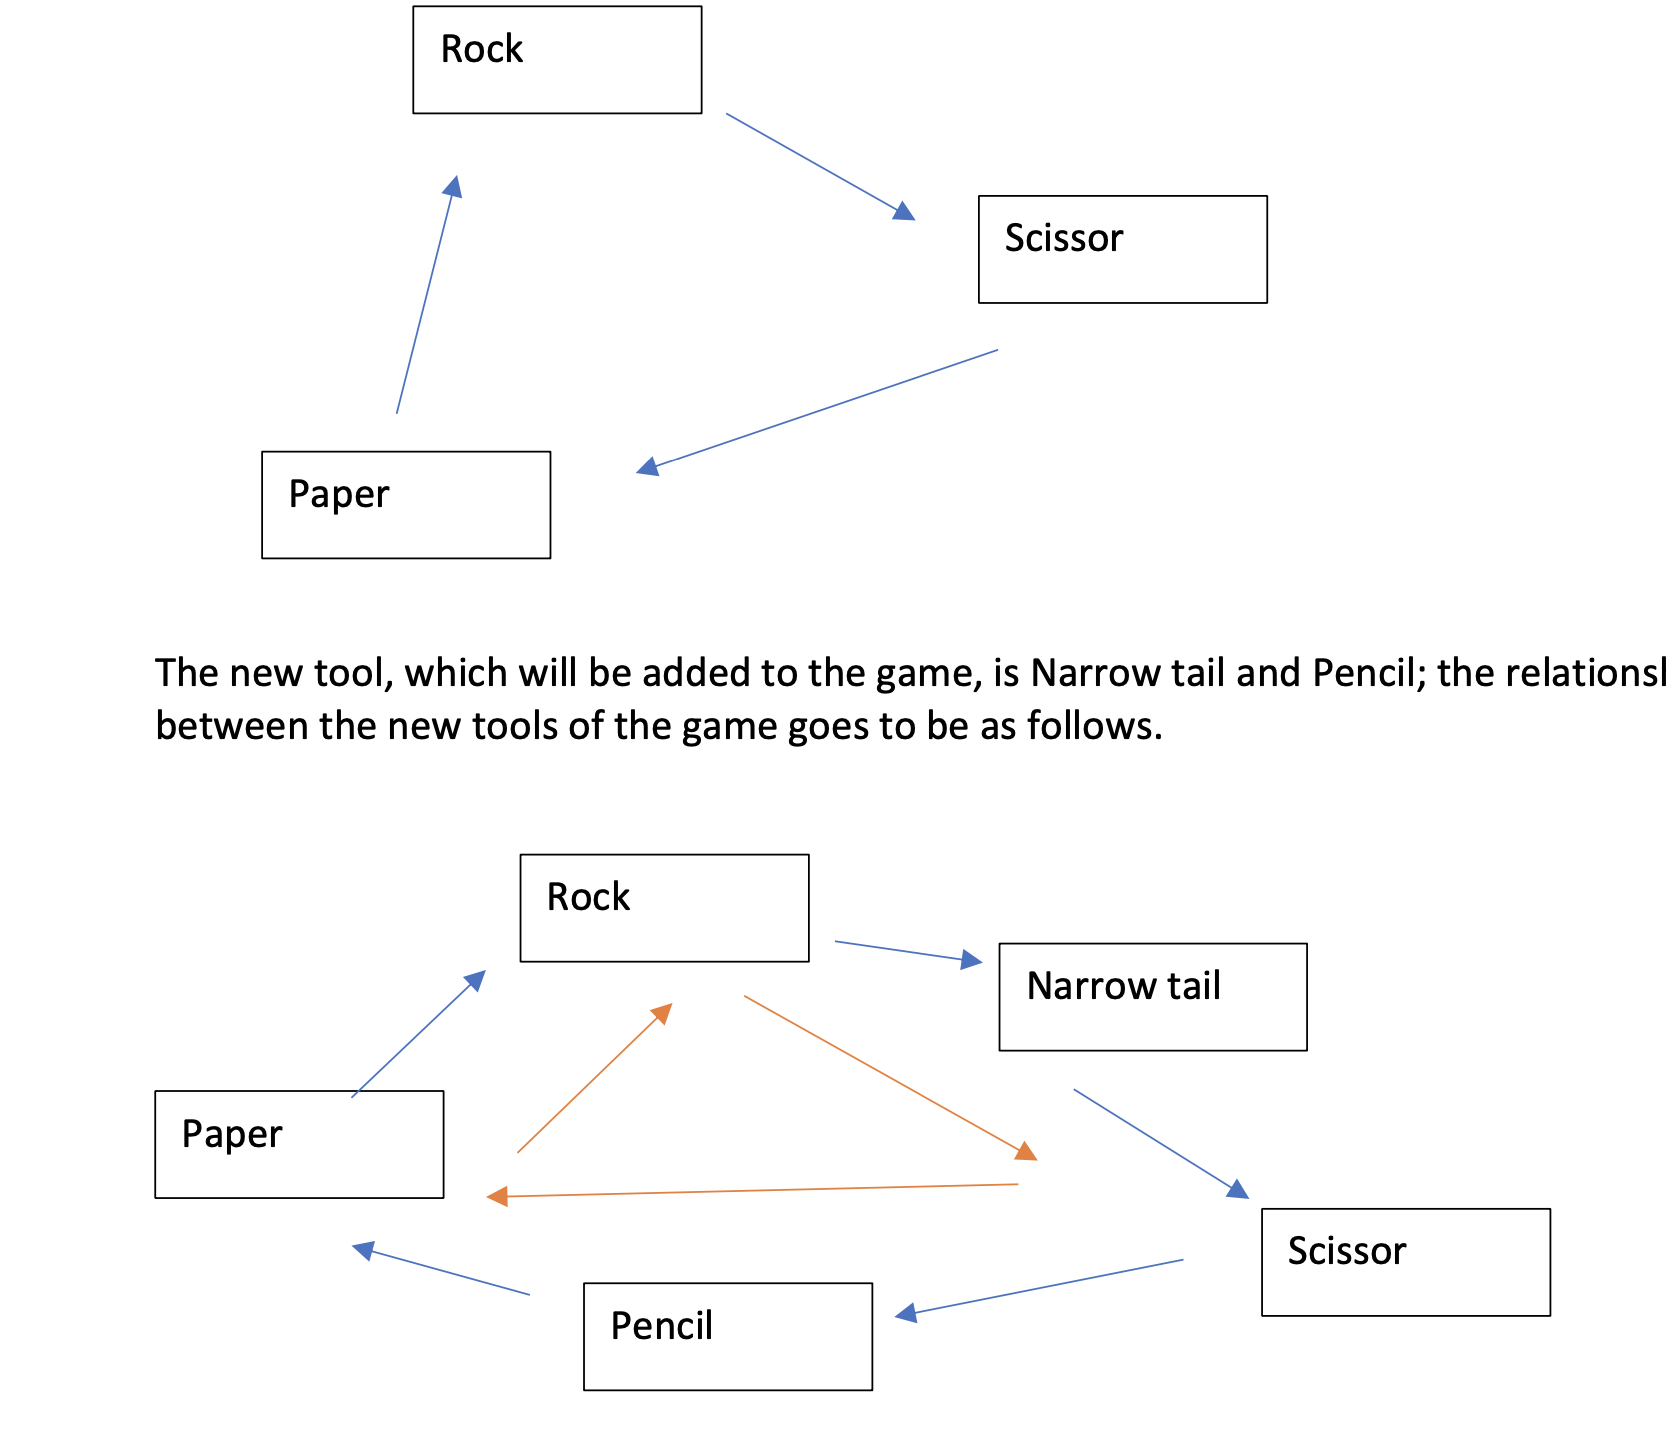 Rock
Scissor
Paper
The new tool, which will be added to the game, is Narrow tail and Pencil; the
between the new tools of the game goes to be as follows.
Rock
Narrow tail
Paper
Scissor
Pencil